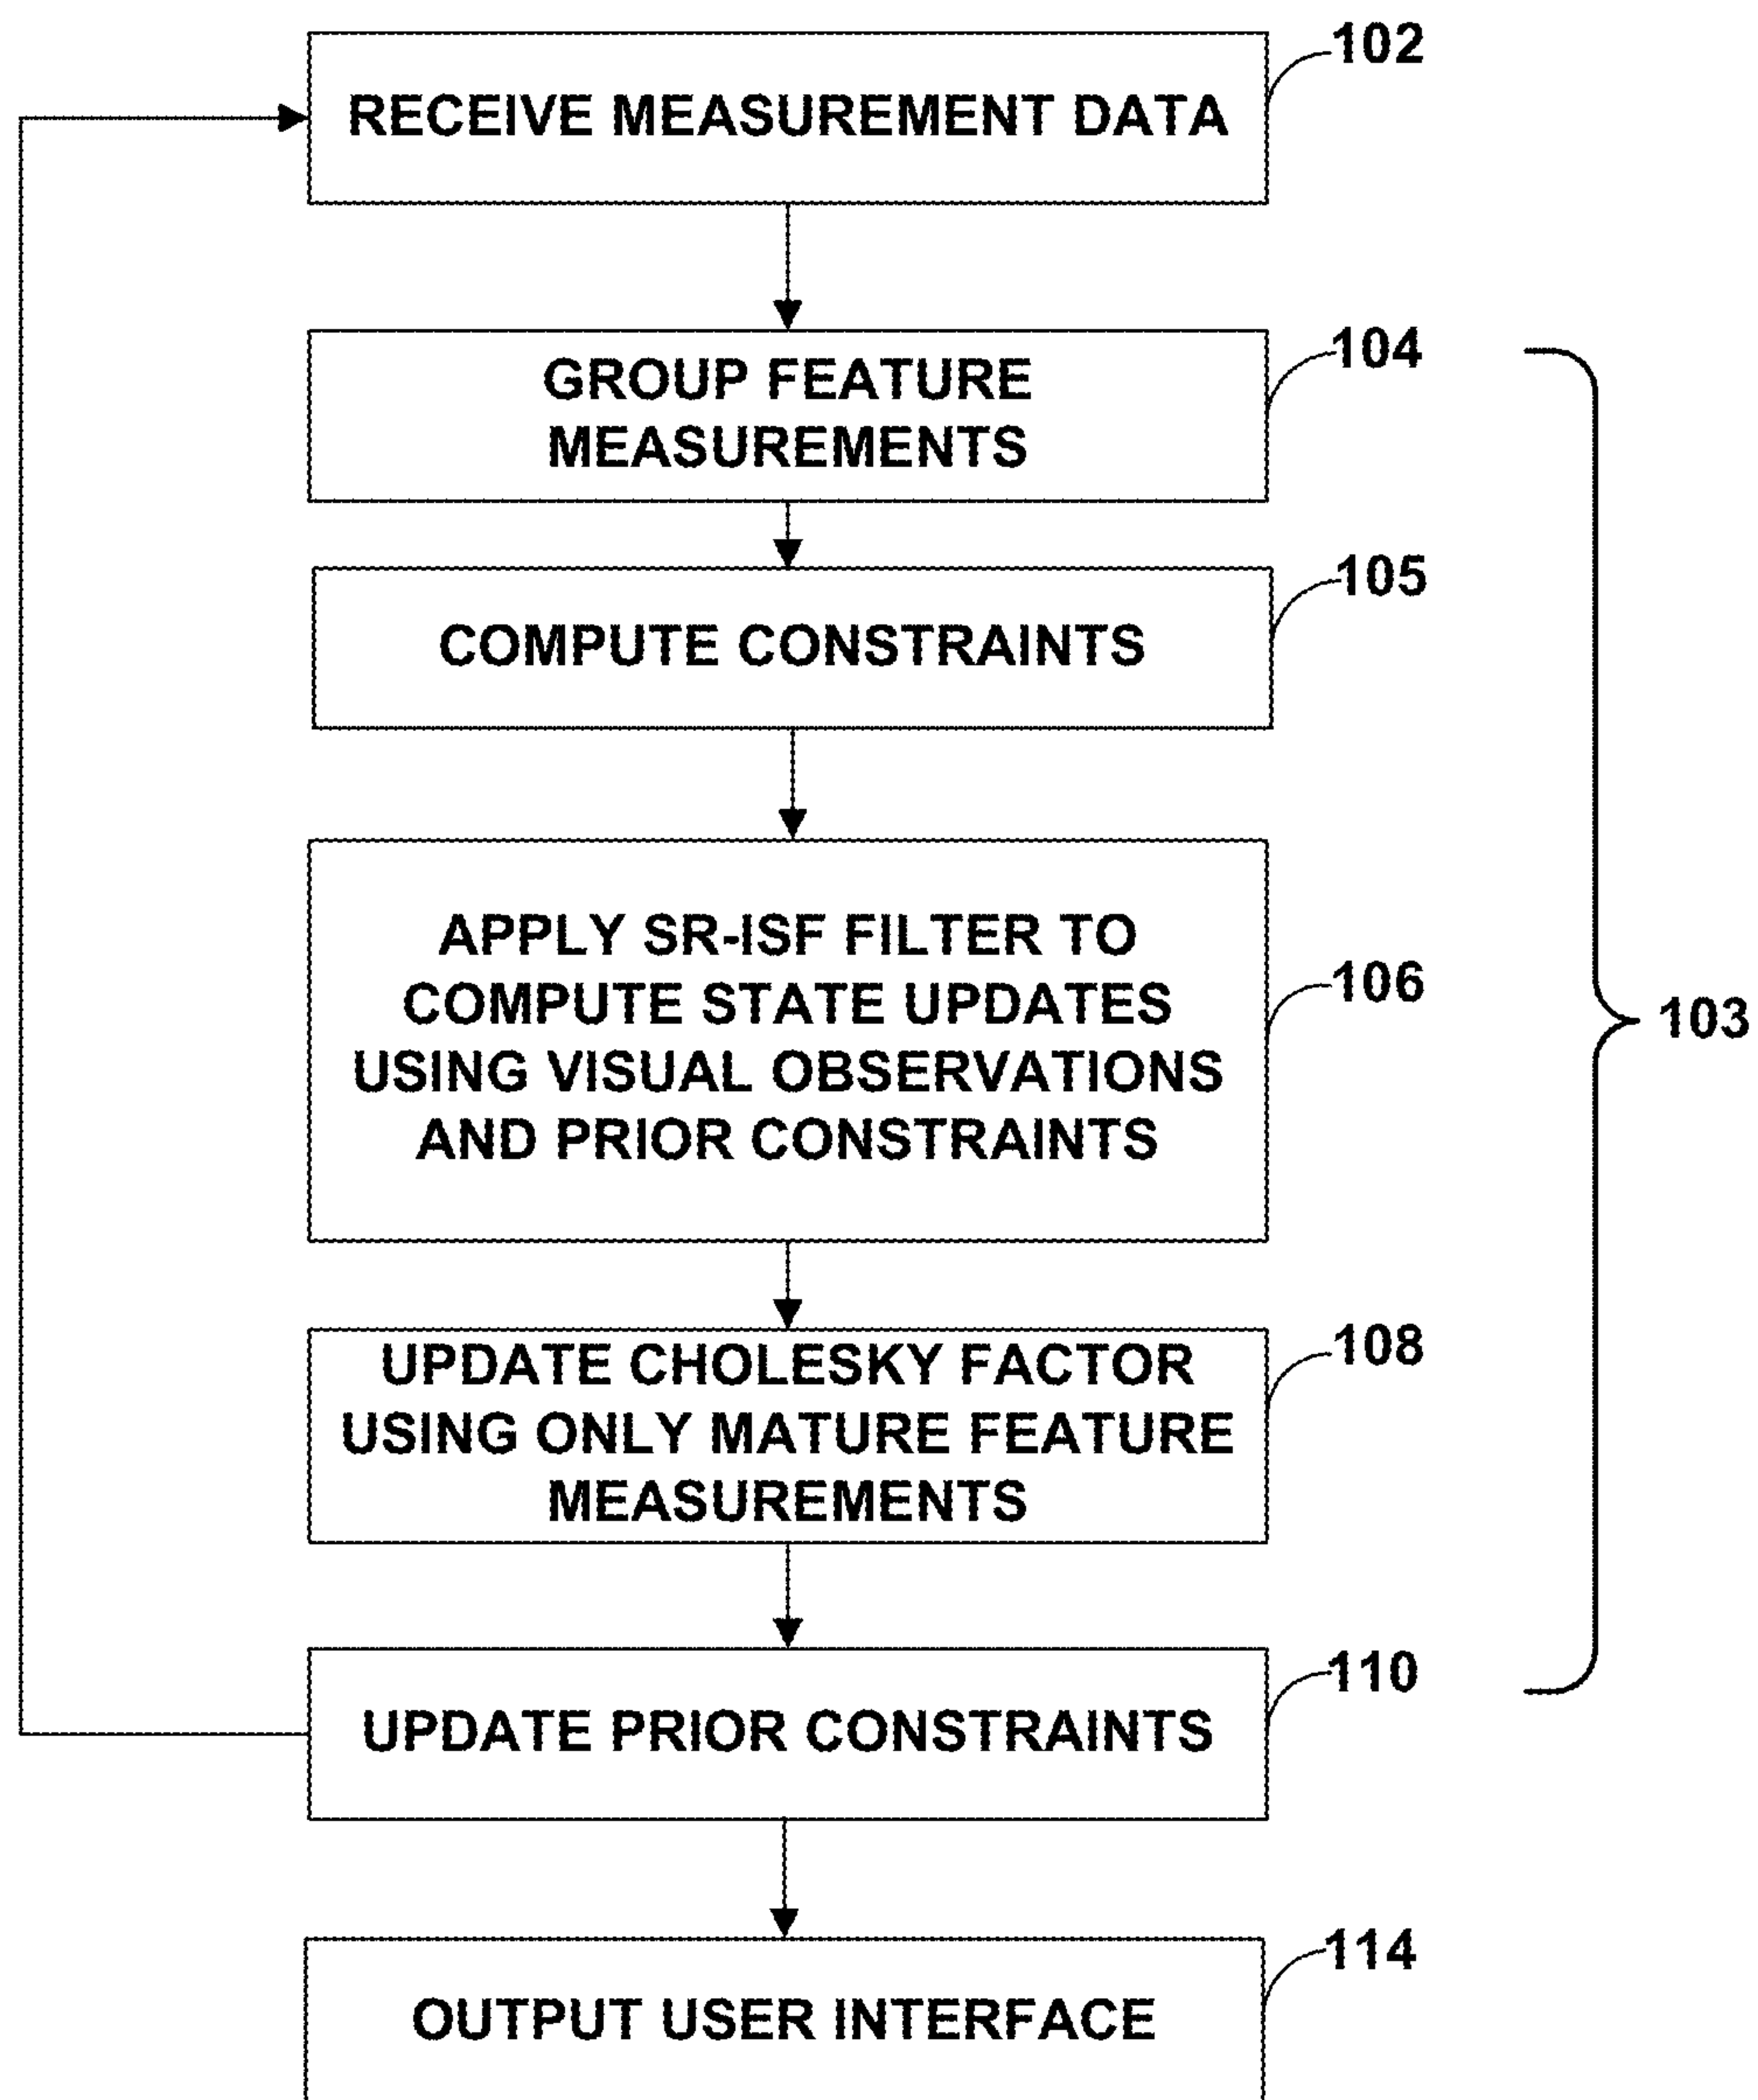 102
RECEIVE MEASUREMENT DATA
104
GROUP FEATURE
MEASUREMENTS
105
COMPUTE CONSTRAINTS
APPLY SR-ISF FILTER TO
COMPUTE STATE UPDATES
USING VISUAL OBSERVATIONS
AND PRIOR CONSTRAINTS
106
103
108
UPDATE CHOLESKY FACTOR
USING ONLY MATURE FEATURE
MEASUREMENTS
110
UPDATE PRIOR CONSTRAINTS
114
OUTPUT USER INTERFACE